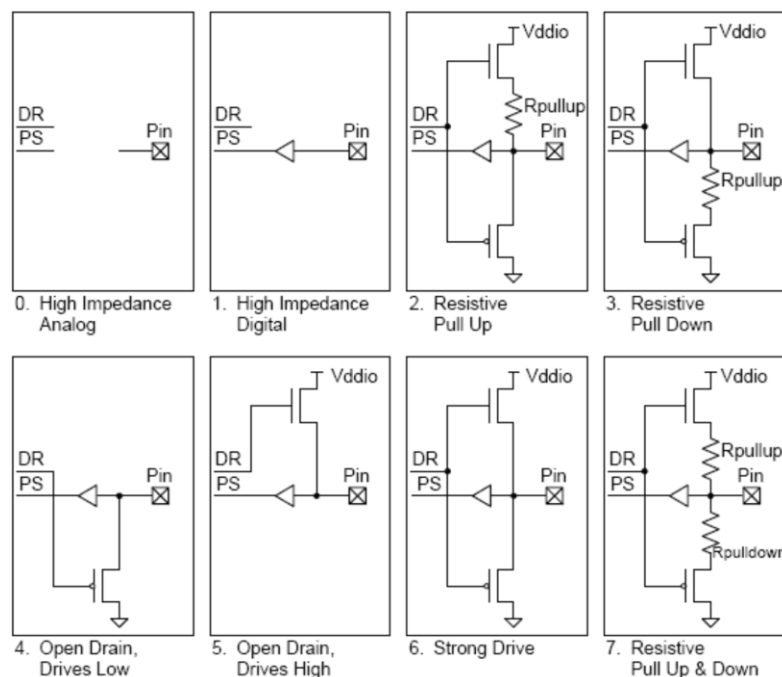 Vddio
Vddio
Rpullup
DR
PS
Pin
DR
PS
Pin
DR
PS
Pin
DR
PS
Pin
Rpullup
0. High Impedance
Analog
1. High Impedance
Digital
2. Resistive
Pull Up
3. Resistive
Pull Down
Vddio
Vddio
Vddio
Rpullup
DR
PS
Pin
DR
PS
Pin
DR
PS
Pin
DR
PS
Pin
Rpulldown
4. Open Drain,
Drives Low
5. Open Drain,
Drives High
6. Strong Drive
7. Resistive
Pull Up & Down